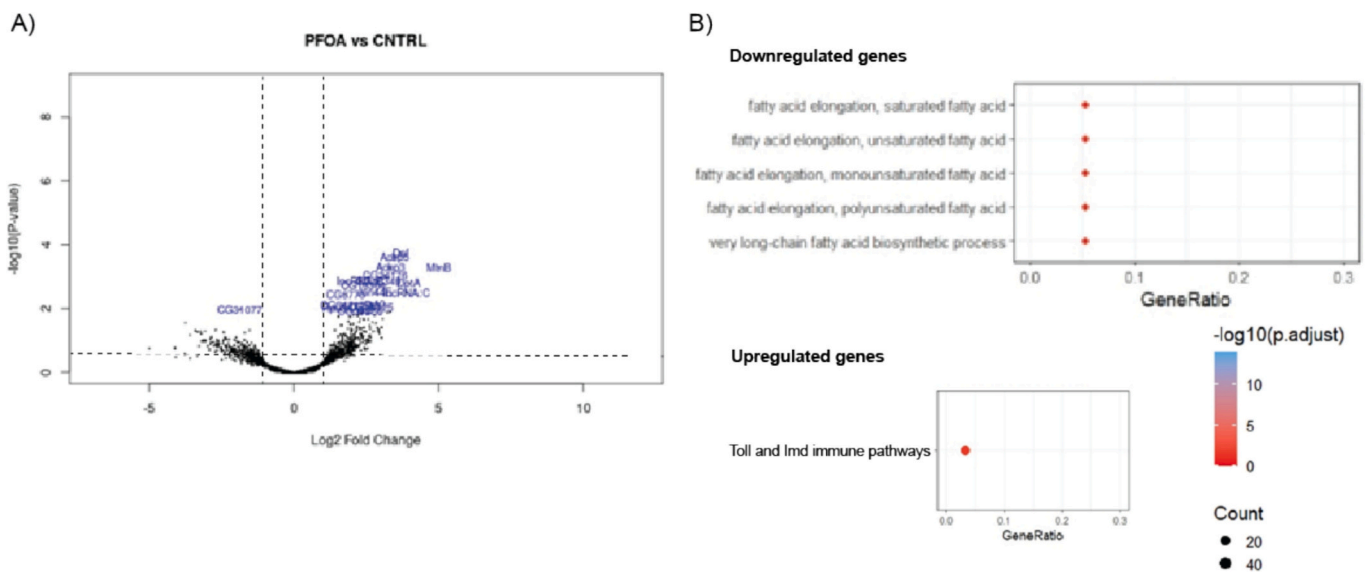 A)
PFOA vs CNTRL
-log10(P-value)
8
6
4
2
0
-5
0
5
10
Log2 Fold Change
CG31077
MtnB
B)
Downregulated genes
fatty acid elongation, saturated fatty acid
fatty acid elongation, unsaturated fatty acid
fatty acid elongation, monounsaturated fatty acid
fatty acid elongation, polyunsaturated fatty acid
very long-chain fatty acid biosynthetic process
0.0
0.1
0.2
0.3
GeneRatio
Upregulated genes
Toll and Imd immune pathways
0.0
0.1
0.2
0.3
GeneRatio
-log10(p.adjust)
10
5
0
Count
20
40